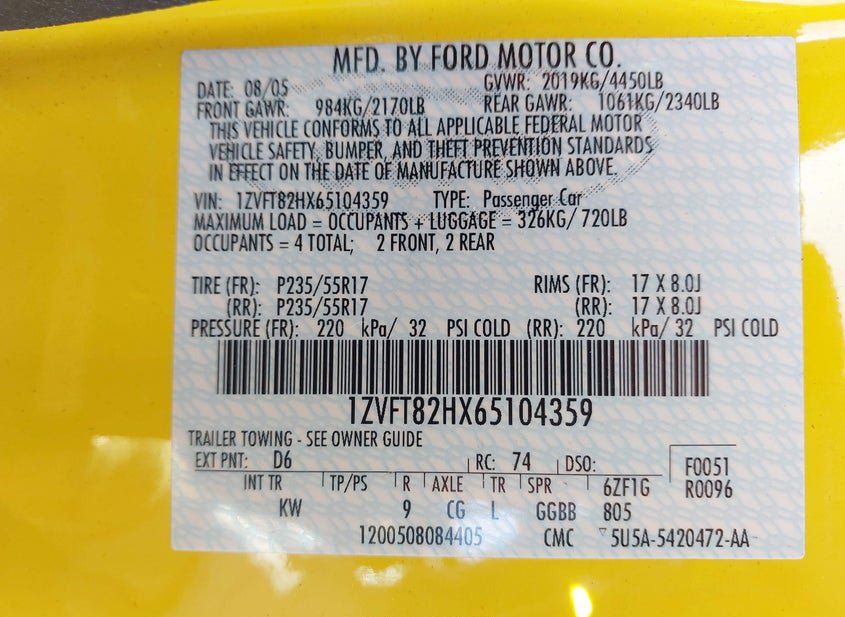 MFD. BY FORD MOTOR CO.
DATE: 08/05 GVWR: 2019KG/4450LB
FRONT GAWR: 984KG/2170LB REAR GAWR: 1061KG/2340LB
THIS VEHICLE CONFORMS TO ALL APPLICABLE FEDERAL MOTOR
VEHICLE SAFETY, BUMPER, AND THEFT PREVENTION STANDARDS
IN EFFECT ON THE DATE OF MANUFACTURE SHOWN ABOVE.
VIN: 1ZVFT82HX65104359 TYPE: Passenger Car
MAXIMUM LOAD = OCCUPANTS + LUGGAGE = 326KG/ 720LB
OCCUPANTS = 4 TOTAL; 2 FRONT, 2 REAR
TIRE (FR): P235/55R17 RIMS (FR): 17 X 8.0J
(RR): P235/55R17 (RR): 17 X 8.0J
PRESSURE (FR): 220 kPa/ 32 PSI COLD (RR): 220 kPa/ 32 PSI COLD
1ZVFT82HX65104359
TRAILER TOWING - SEE OWNER GUIDE
EXT PNT: D6 RC: 74 DSO: F0051
INT TR TP/PS R AXLE TR SPR 6ZF1G R0096
KW 9 CG L GGBB 805
1200508084405 CMC 5U5A-5420472-AA